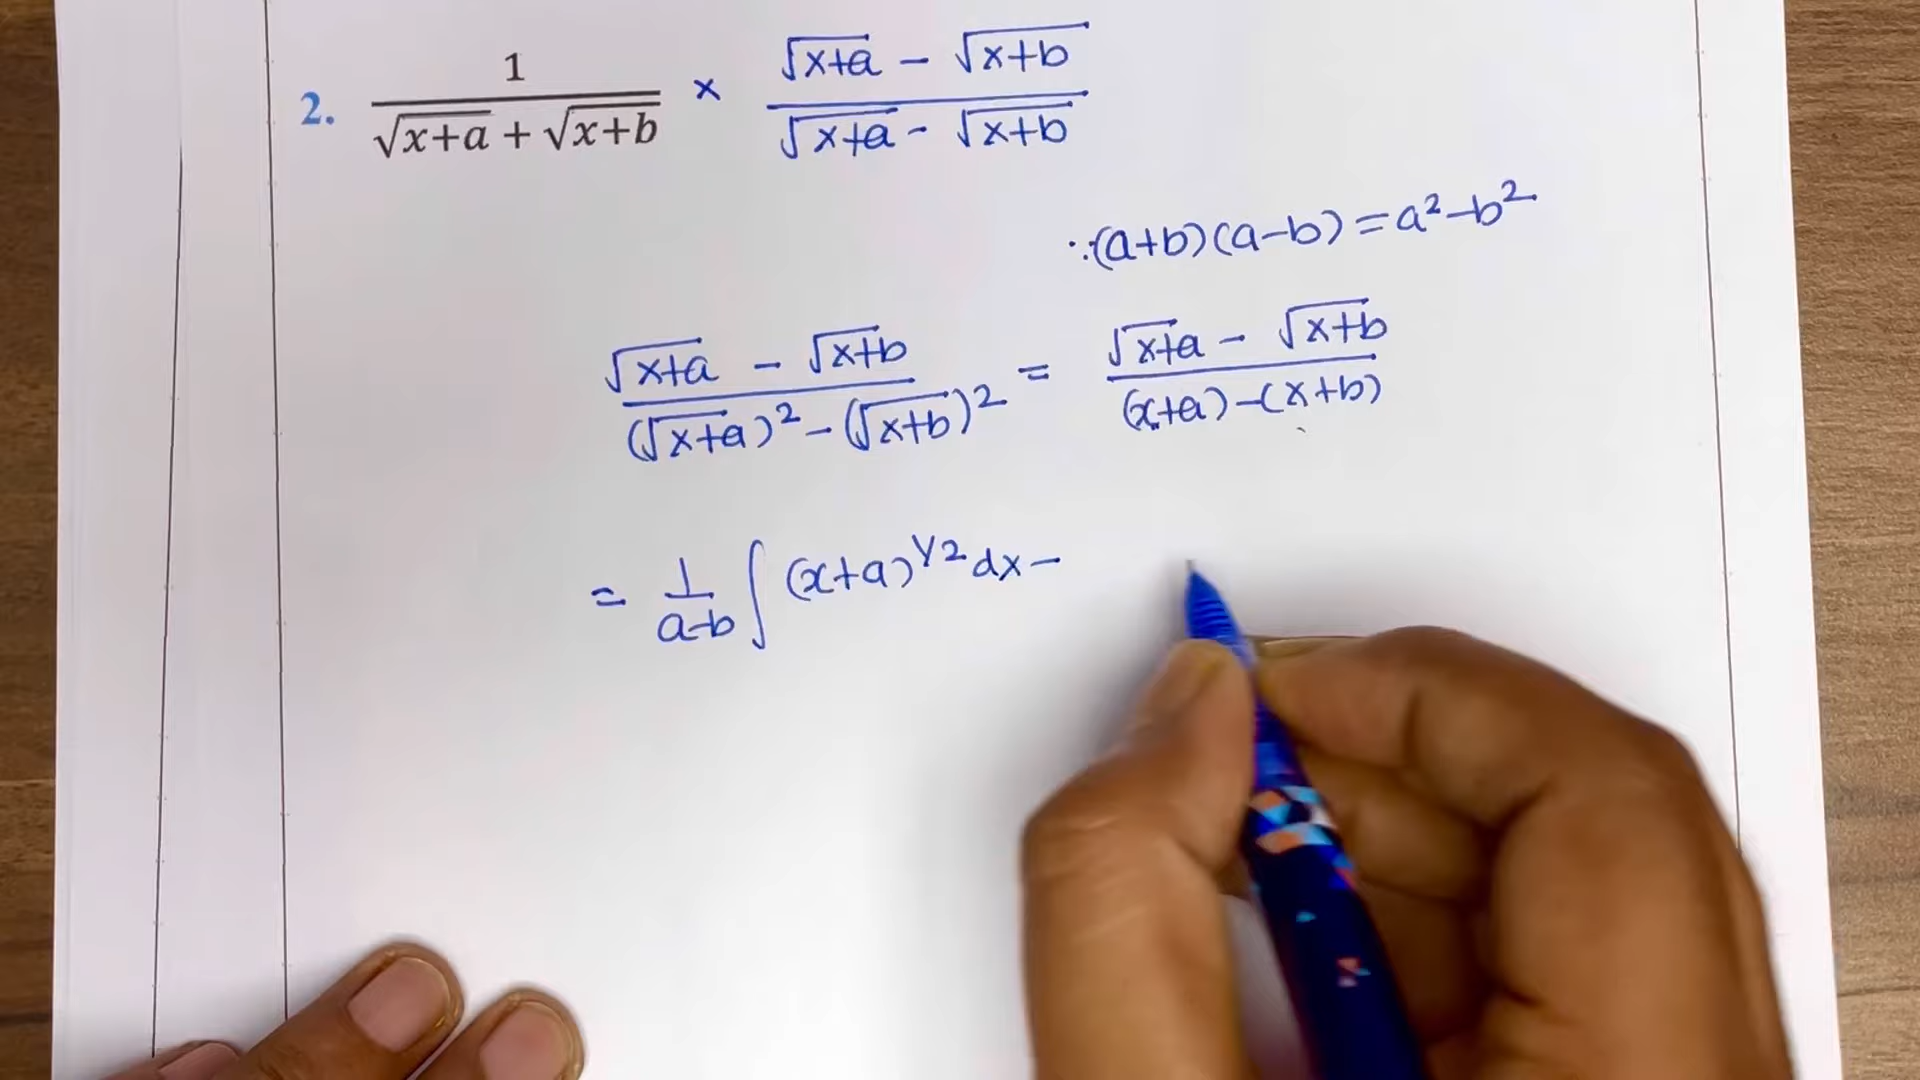 2. 1/(√x+a + √x+b) × (√x+a - √x+b)/(√x+a - √x+b)
∵(a+b)(a-b) = a²-b²
(√x+a - √x+b)/((√x+a)²-(√x+b)²) = (√x+a - √x+b)/((x+a)-(x+b))
= 1/(a-b) ∫(x+a)^1/2 dx -